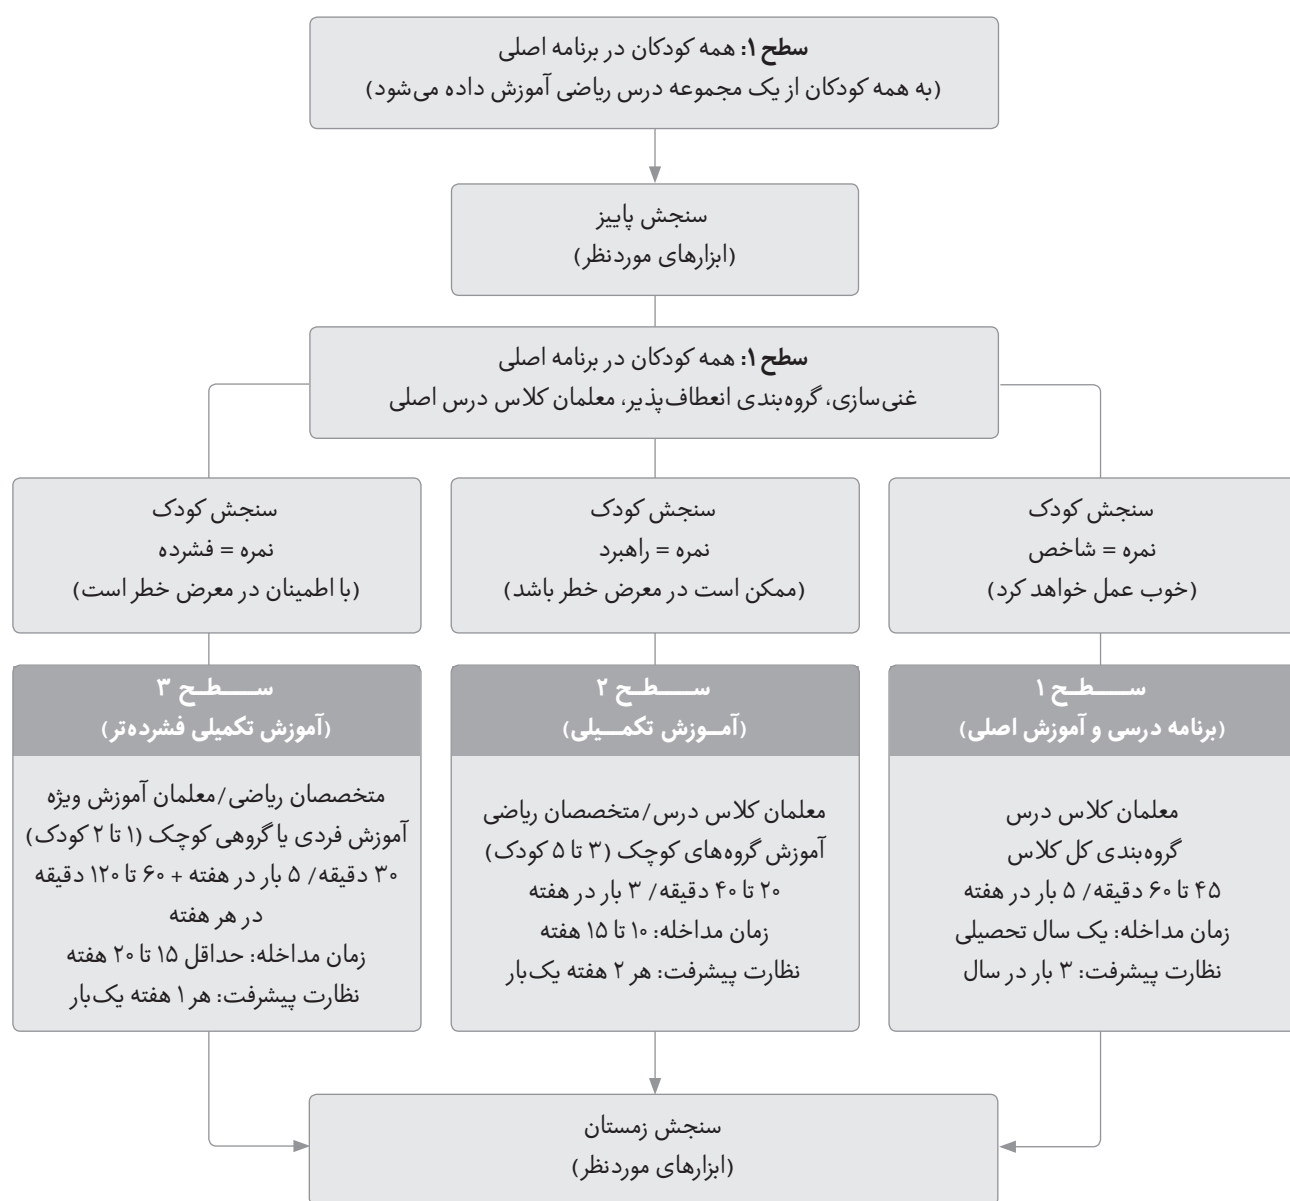 سطح ۱: همه کودکان در برنامه اصلی
(به همه کودکان از یک مجموعه درس ریاضی آموزش داده می‌شود)
سنجش پاییز
(ابزارهای موردنظر)
سطح ۱: همه کودکان در برنامه اصلی
غنی‌سازی، گروه‌بندی انعطاف‌پذیر، معلمان کلاس درس اصلی
سنجش کودک
نمره = شاخص
(خوب عمل خواهد کرد)
سطح ۱
(برنامه درسی و آموزش اصلی)
معلمان کلاس درس
گروه‌بندی کل کلاس
۴۵ تا ۶۰ دقیقه/ ۵ بار در هفته
زمان مداخله: یک سال تحصیلی
نظارت پیشرفت: ۳ بار در سال
سنجش کودک
نمره = راهبرد
(ممکن است در معرض خطر باشد)
سطح ۲
(آموزش تکمیلی)
معلمان کلاس درس/متخصصان ریاضی
آموزش گروه‌های کوچک (۳ تا ۵ کودک)
۲۰ تا ۴۰ دقیقه/ ۳ بار در هفته
زمان مداخله: ۱۰ تا ۱۵ هفته
نظارت پیشرفت: هر ۲ هفته یک‌بار
سنجش کودک
نمره = فشرده
(با اطمینان در معرض خطر است)
سطح ۳
(آموزش تکمیلی فشرده‌تر)
متخصصان ریاضی/معلمان آموزش ویژه
آموزش فردی یا گروهی کوچک (۱ تا ۲ کودک)
۳۰ دقیقه/ ۵ بار در هفته + ۶۰ تا ۱۲۰ دقیقه
در هر هفته
زمان مداخله: حداقل ۱۵ تا ۲۰ هفته
نظارت پیشرفت: هر ۱ هفته یک‌بار
سنجش زمستان
(ابزارهای موردنظر)